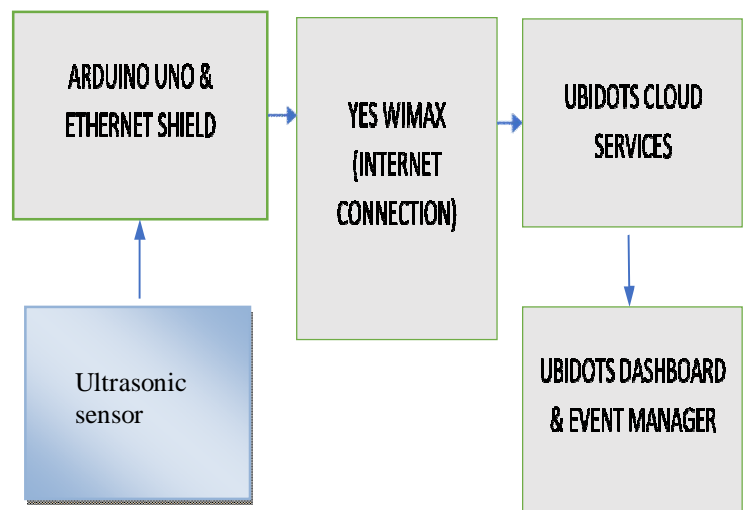 ARDUINO UNO &
ETHERNET SHIELD
YES WIMAX
(INTERNET
CONNECTION)
UBIDOTS CLOUD
SERVICES
Ultrasonic
sensor
UBIDOTS DASHBOARD
& EVENT MANAGER